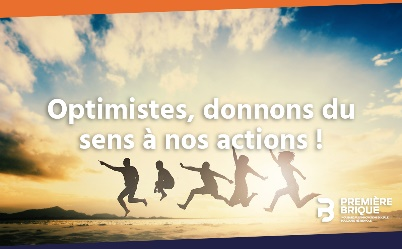 Optimistes, donnons du
sens à nos actions !
PREMIÈRE
BRIQUE